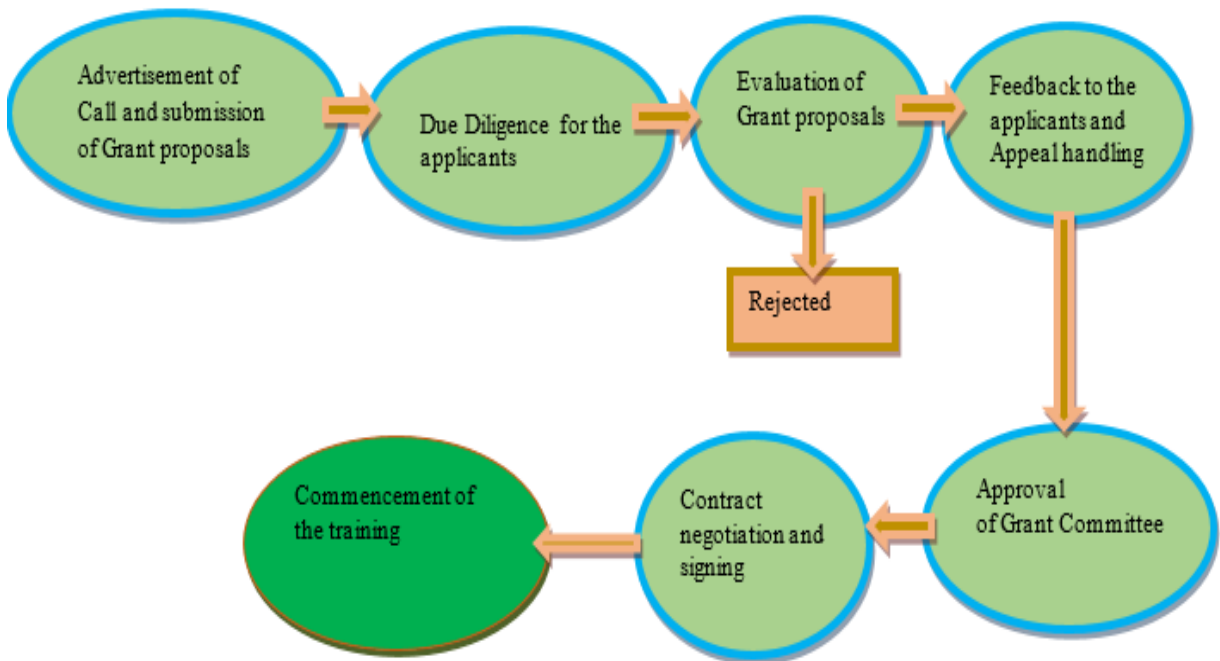 Advertisement of
Call and submission
of Grant proposals
Due Diligence for the
applicants
Evaluation of
Grant proposals
Feedback to the
applicants and
Appeal handling
Rejected
Approval
of Grant Committee
Contract
negotiation and
signing
Commencement of
the training